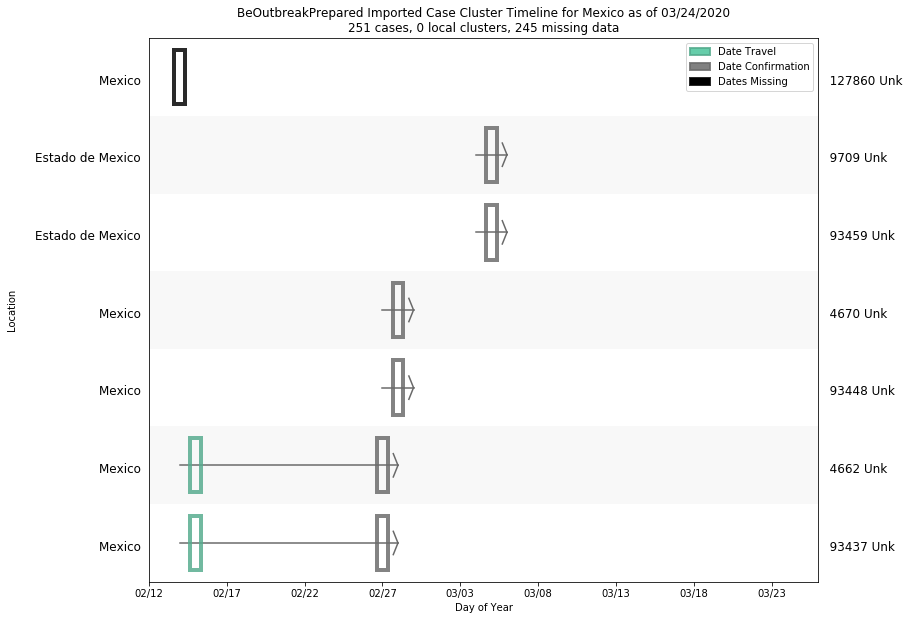 BeOutbreakPrepared Imported Case Cluster Timeline for Mexico as of 03/24/2020
251 cases, 0 local clusters, 245 missing data
Date Travel
Date Confirmation
Dates Missing
Mexico
127860 Unk
Estado de Mexico
9709 Unk
Estado de Mexico
93459 Unk
Mexico
4670 Unk
Mexico
93448 Unk
Mexico
4662 Unk
Mexico
93437 Unk
Location
02/12 02/17 02/22 02/27 03/03 03/08 03/13 03/18 03/23
Day of Year